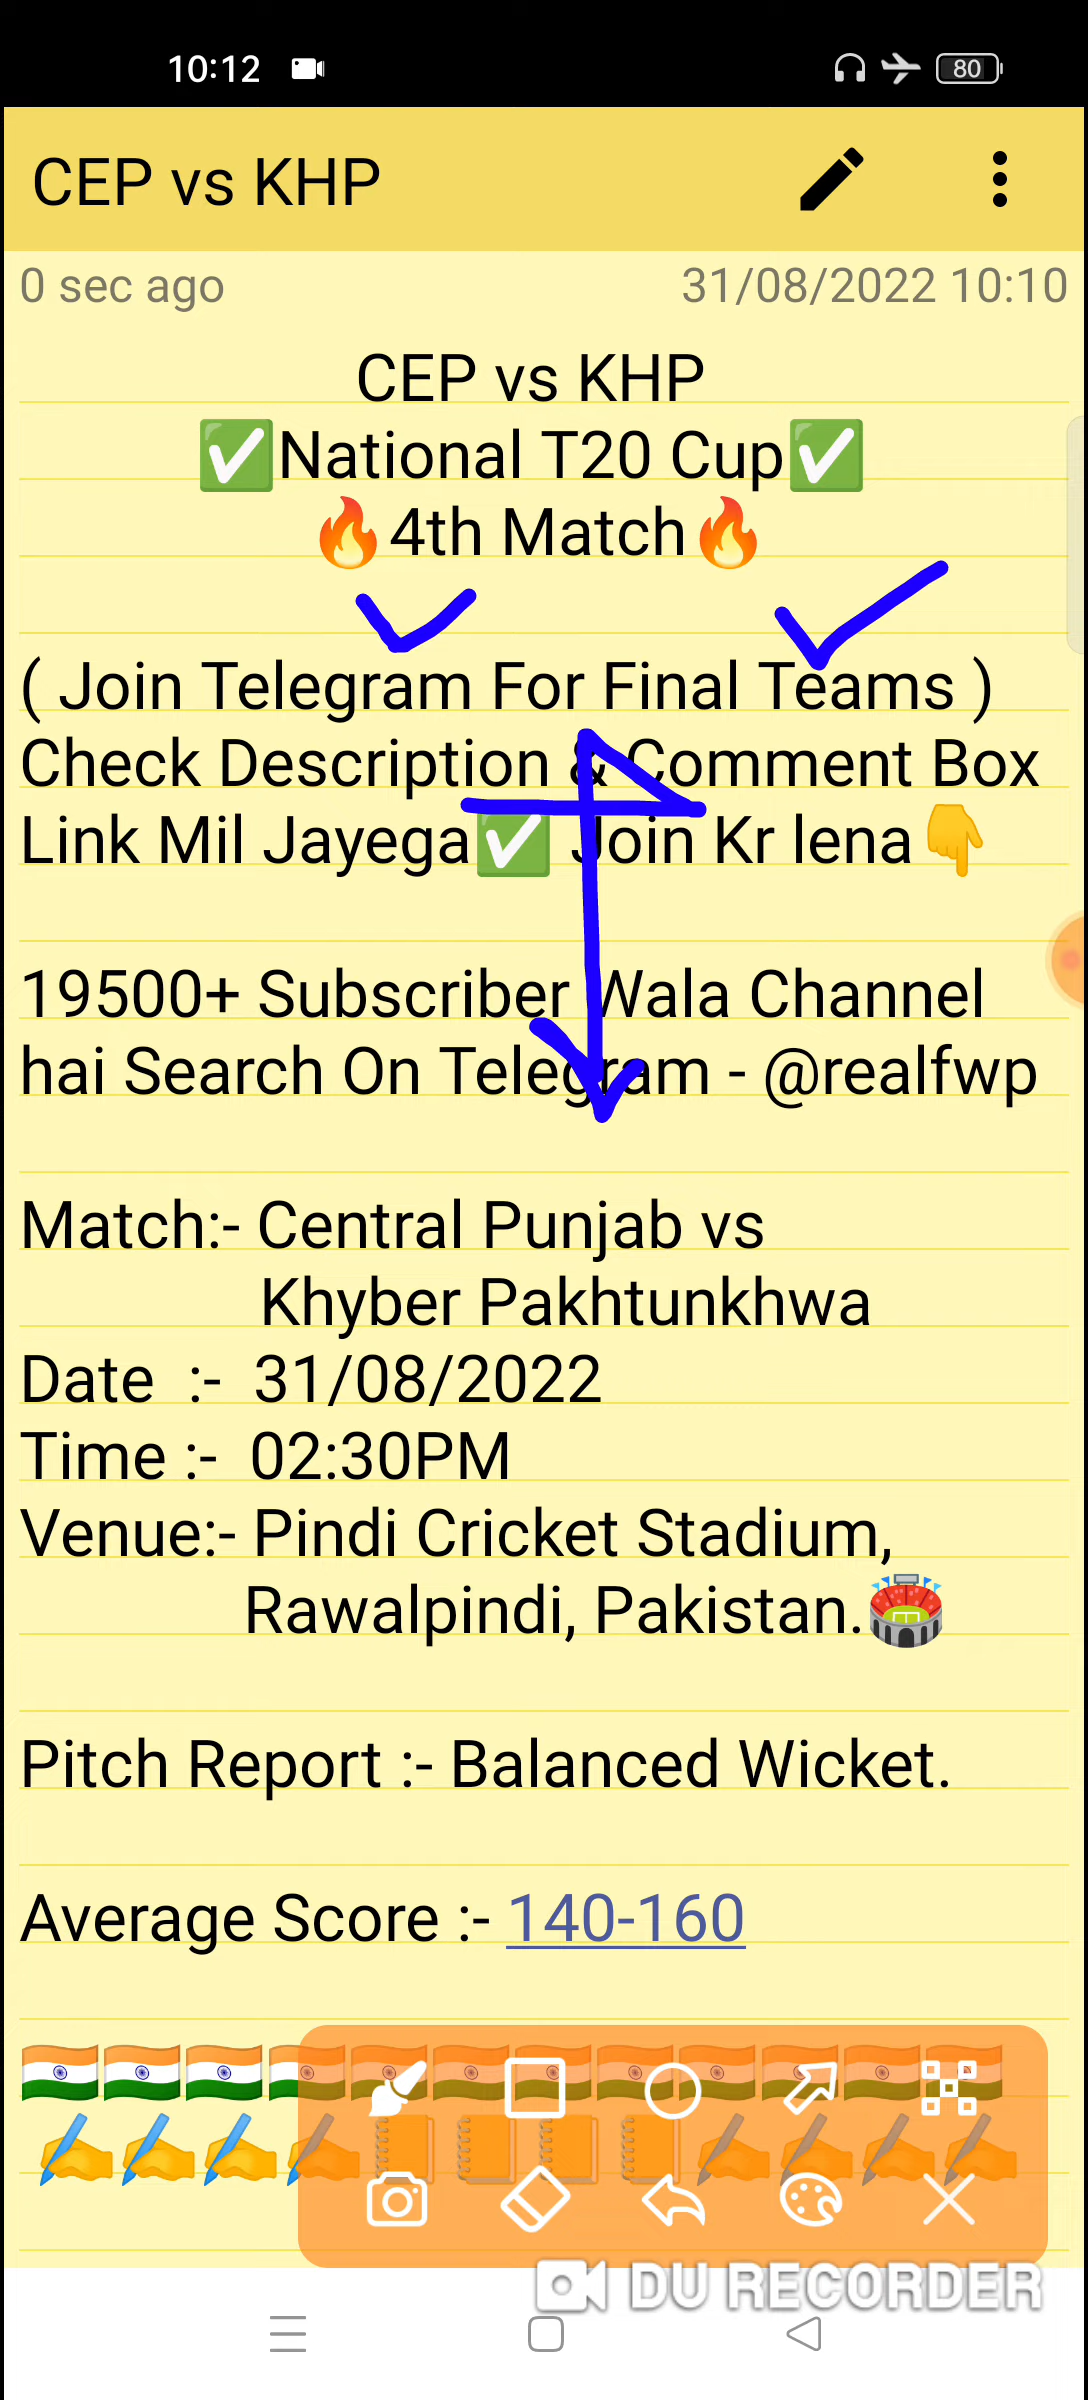 10:12
80
CEP vs KHP
0 sec ago 31/08/2022 10:10
CEP vs KHP
✅National T20 Cup✅
🔥4th Match🔥
( Join Telegram For Final Teams )
Check Description & Comment Box
Link Mil Jayega✅ Join Kr lena👇
19500+ Subscriber Wala Channel
hai Search On Telegram - @realfwp
Match:- Central Punjab vs
Khyber Pakhtunkhwa
Date :- 31/08/2022
Time :- 02:30PM
Venue:- Pindi Cricket Stadium,
Rawalpindi, Pakistan.🏟
Pitch Report :- Balanced Wicket.
Average Score :- 140-160
DU RECORDER